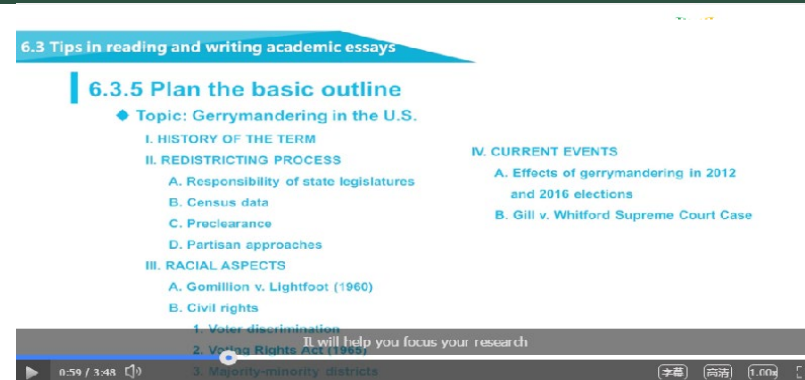 6.3 Tips in reading and writing academic essays
6.3.5 Plan the basic outline
Topic: Gerrymandering in the U.S.
I. HISTORY OF THE TERM
II. REDISTRICTING PROCESS
A. Responsibility of state legislatures
B. Census data
C. Preclearance
D. Partisan approaches
III. RACIAL ASPECTS
A. Gomillion v. Lightfoot (1960)
B. Civil rights
1. Voter discrimination
2. Voting Rights Act (1965)
3. Majority-minority districts
IV. CURRENT EVENTS
A. Effects of gerrymandering in 2012
and 2016 elections
B. Gill v. Whitford Supreme Court Case
It will help you focus your research
0:59 / 3:48
字幕 高清 1.00x